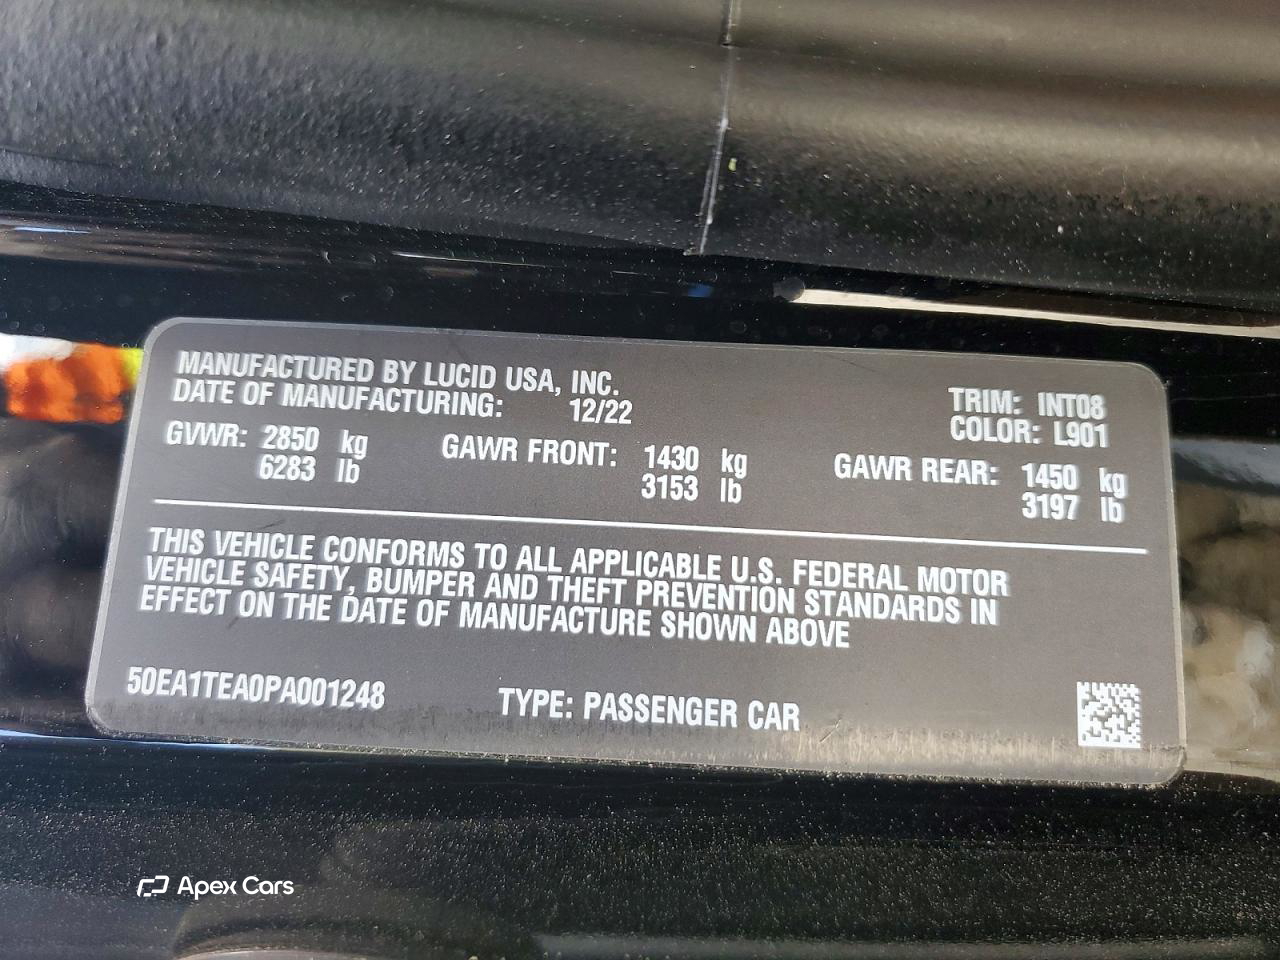 MANUFACTURED BY LUCID USA, INC.
DATE OF MANUFACTURING: 12/22
TRIM: INT08
COLOR: L901
GVWR: 2850 kg GAWR FRONT: 1430 kg GAWR REAR: 1450 kg
6283 lb 3153 lb 3197 lb
THIS VEHICLE CONFORMS TO ALL APPLICABLE U.S. FEDERAL MOTOR
VEHICLE SAFETY, BUMPER AND THEFT PREVENTION STANDARDS IN
EFFECT ON THE DATE OF MANUFACTURE SHOWN ABOVE
50EA1TEA0PA001248 TYPE: PASSENGER CAR
Apex Cars